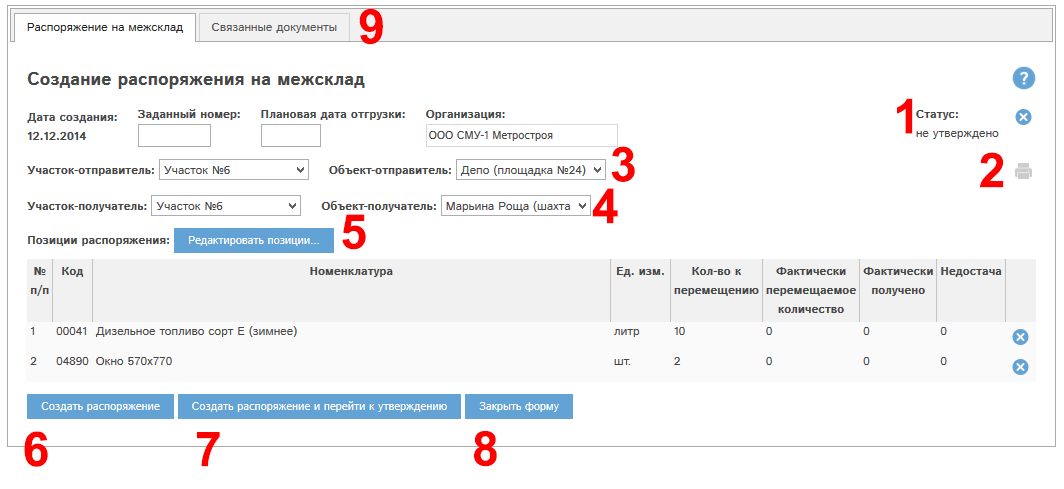 Распоряжение на межсклад Связанные документы 9
Создание распоряжения на межсклад ?
Дата создания: Заданный номер: Плановая дата отгрузки: Организация: 1 Статус:
12.12.2014 ООО СМУ-1 Метростроя не утверждено
2
Участок-отправитель: Участок №6 Объект-отправитель: Депо (площадка №24) 3
Участок-получатель: Участок №6 Объект-получатель: Марьина Роща (шахта 4
Позиции распоряжения: Редактировать позиции... 5
№ Код Номенклатура Ед. изм. Кол-во к Фактически Фактически Недостача
п/п перемещению перемещаемое получено
количество
1 00041 Дизельное топливо сорт Е (зимнее) литр 10 0 0 0
2 04890 Окно 570х770 шт. 2 0 0 0
Создать распоряжение Создать распоряжение и перейти к утверждению Закрыть форму
6 7 8